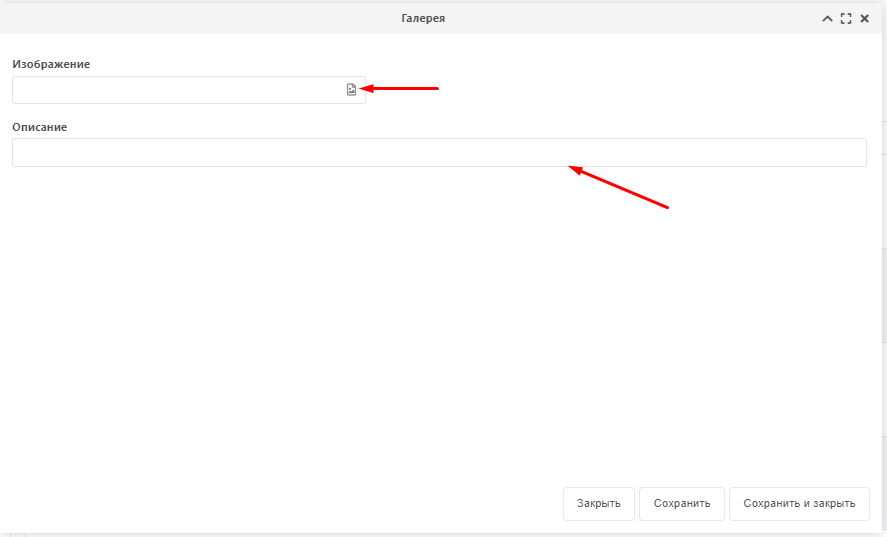 Галерея
Изображение
Описание
Закрыть
Сохранить
Сохранить и закрыть